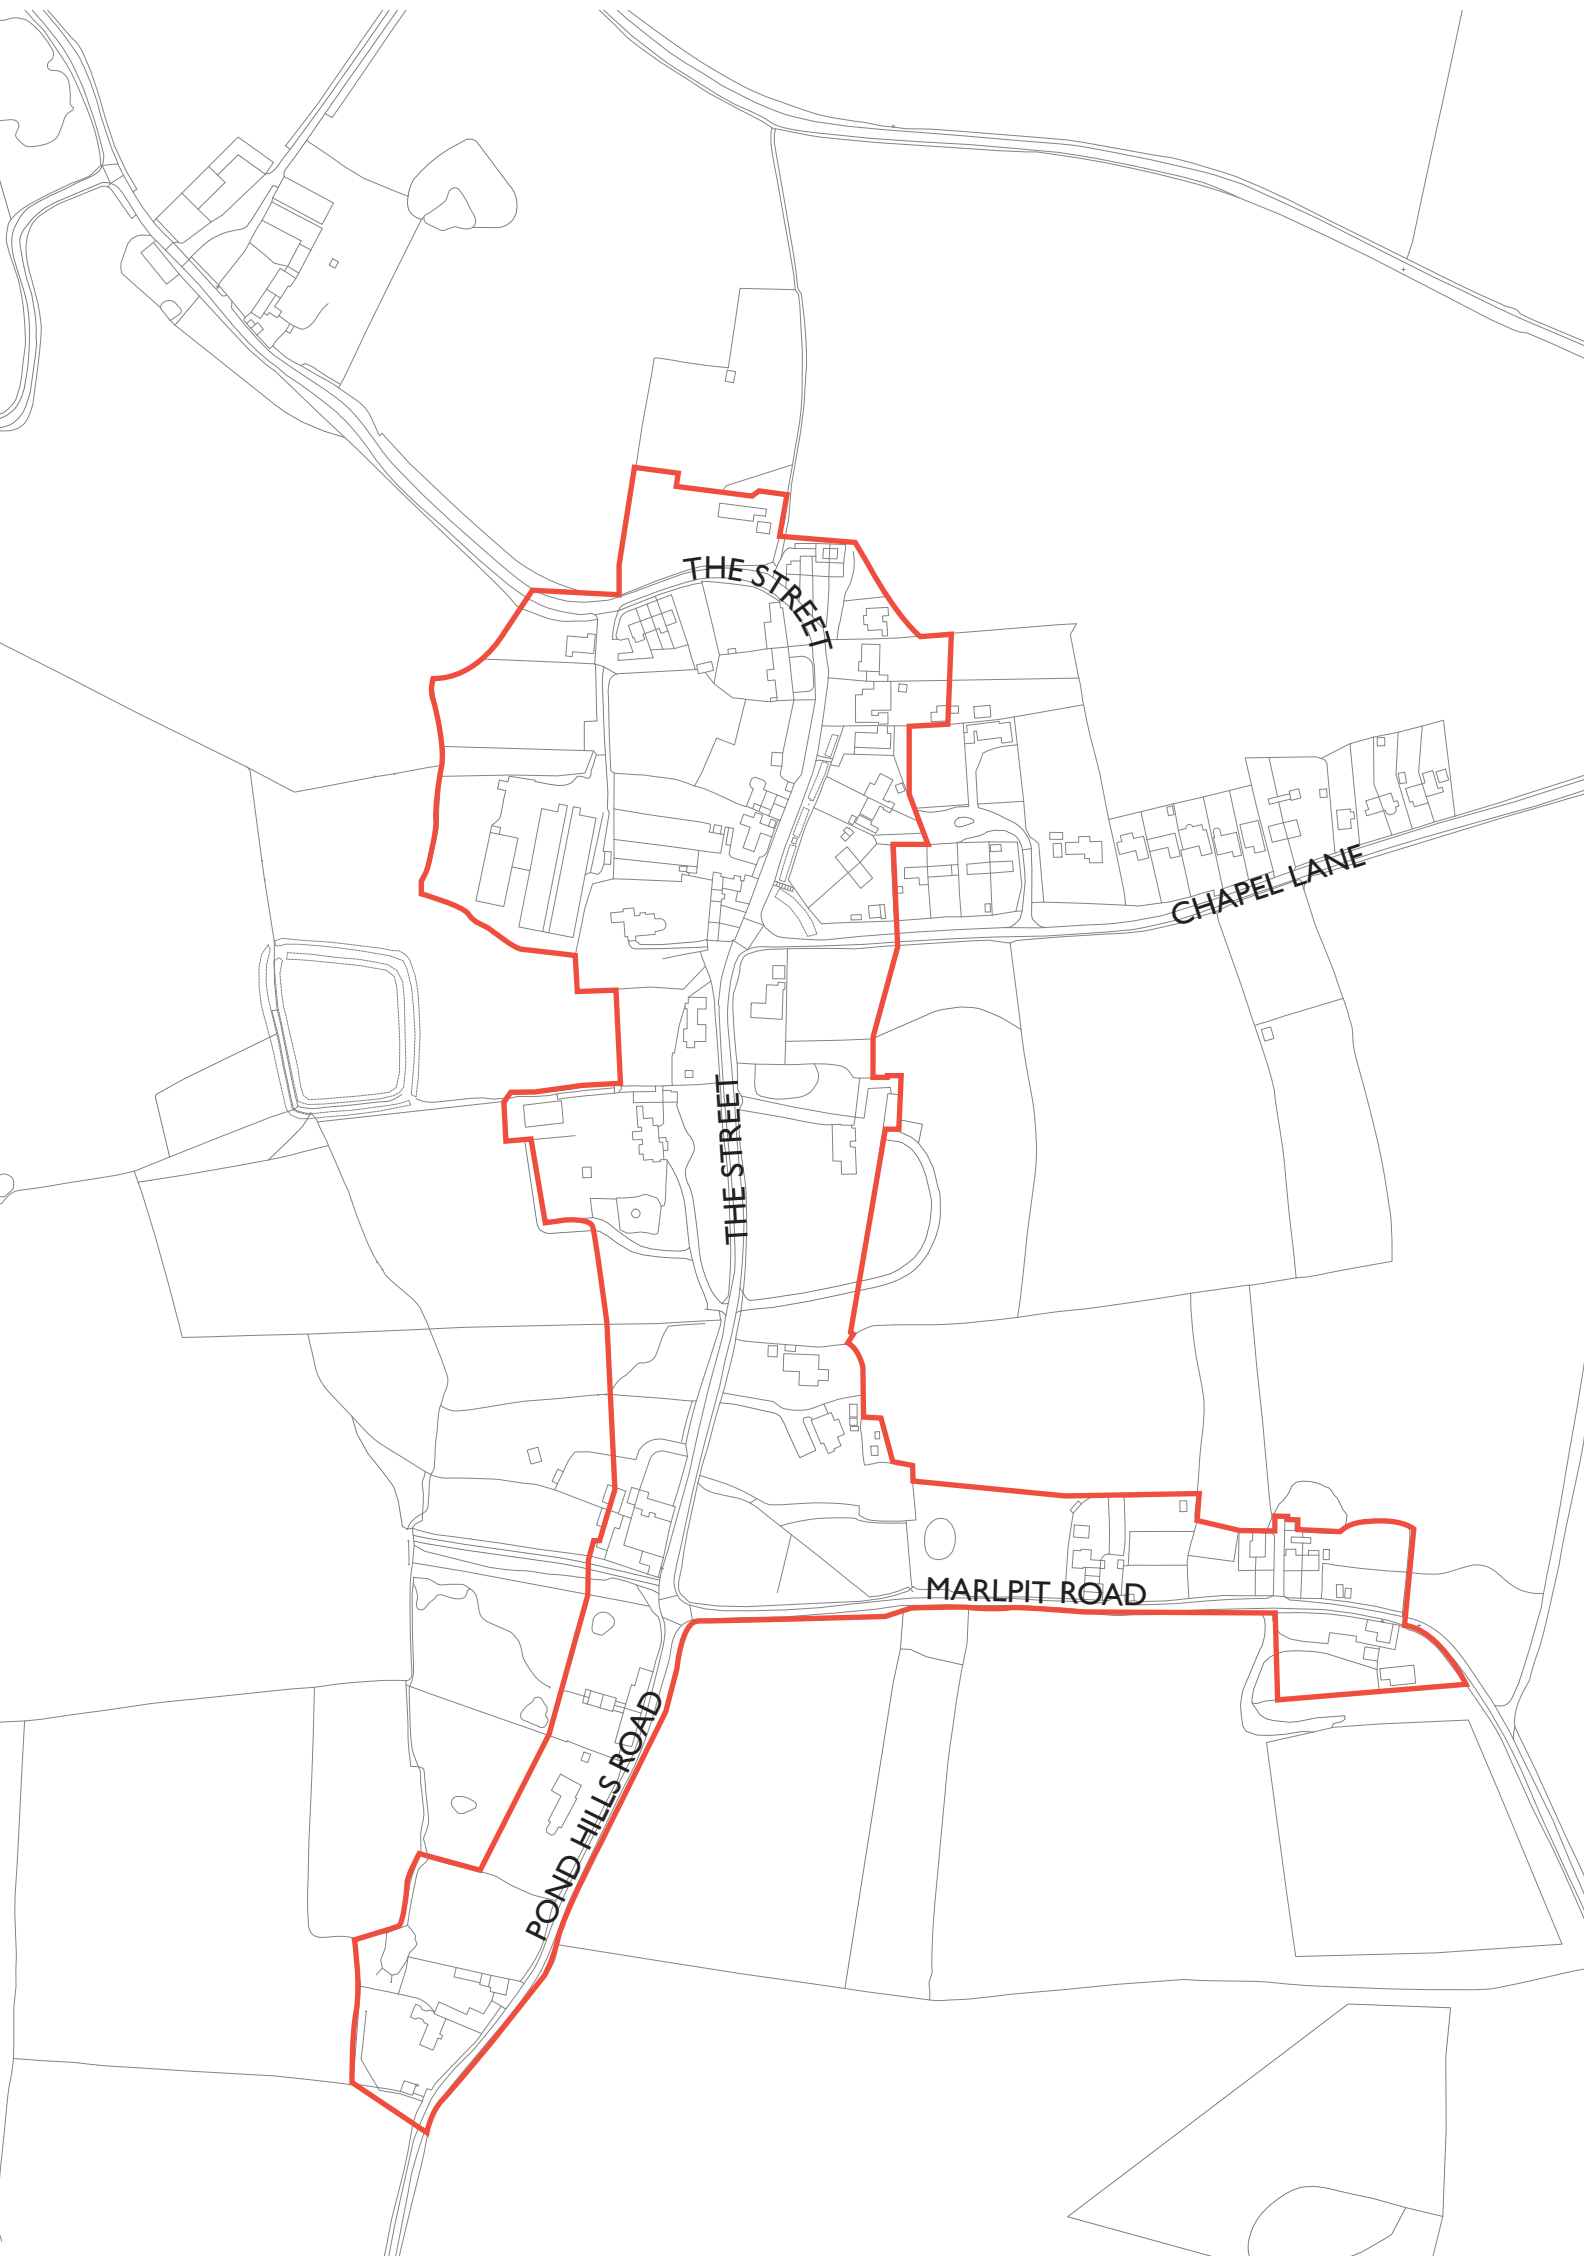 THE STREET
CHAPEL LANE
THE STREET
MARLPIT ROAD
POND HILLS ROAD